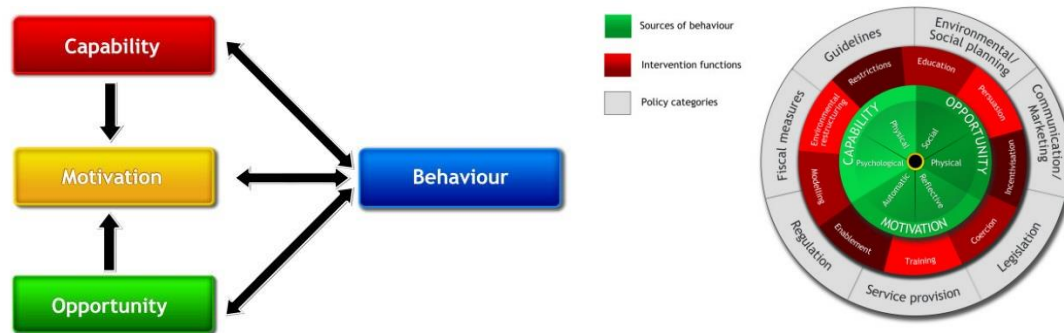 Capability
Motivation
Opportunity
Behaviour
Sources of behaviour
Intervention functions
Policy categories
Guidelines
Environmental/
Social planning
Communication/
Marketing
Legislation
Service provision
Regulation
Fiscal measures
Restrictions
Education
Persuasion
Incentivisation
Coercion
Training
Enablement
Modelling
Environmental
restructuring
CAPABILITY
OPPORTUNITY
MOTIVATION
Physical
Social
Physical
Reflective
Automatic
Psychological